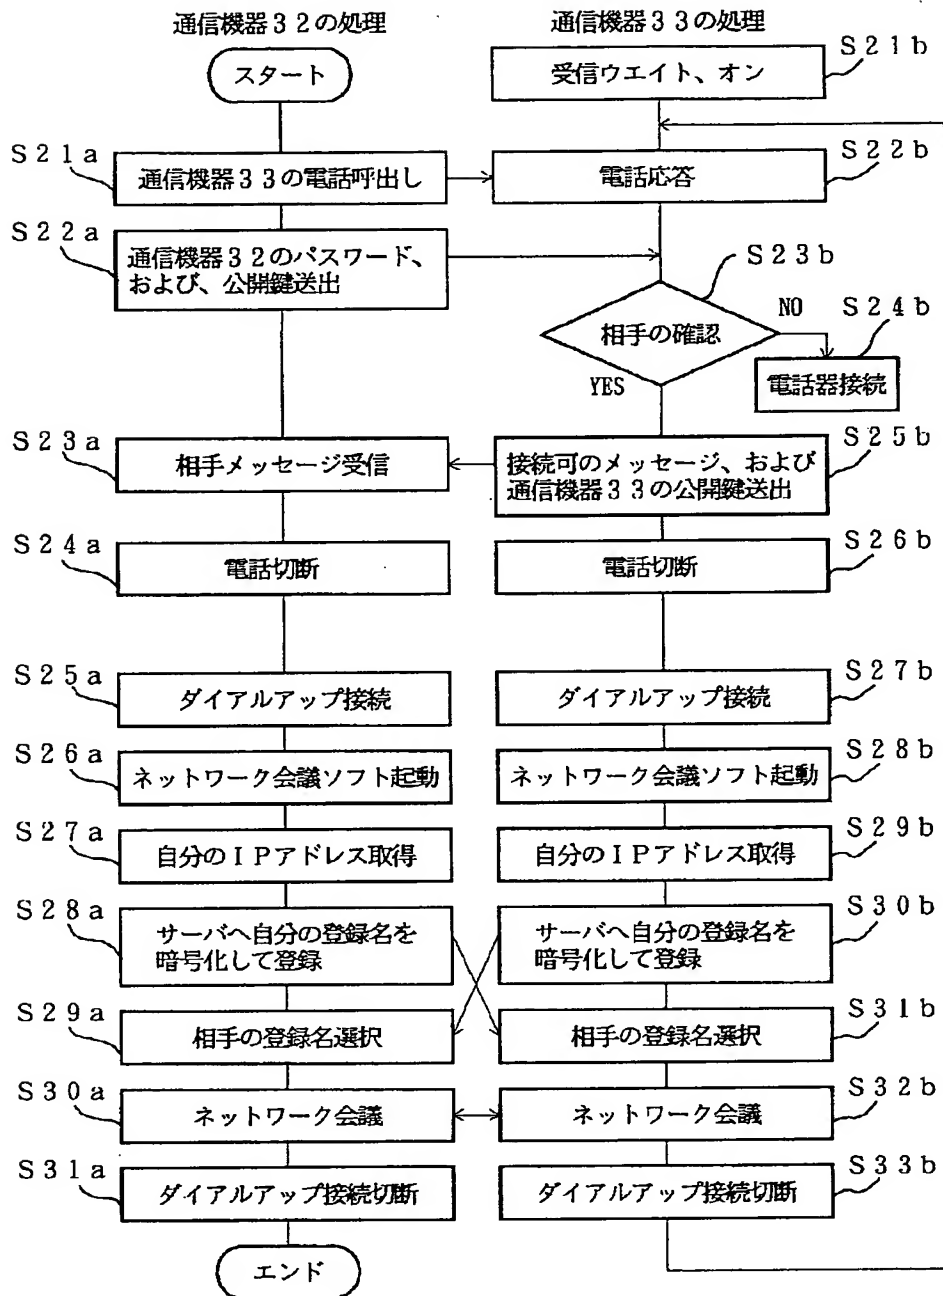 通信機器３２の処理
通信機器３３の処理
スタート
受信ウエイト、オン
Ｓ２１ｂ
Ｓ２１ａ
通信機器３３の電話呼出し
電話応答
Ｓ２２ｂ
Ｓ２２ａ
通信機器３２のパスワード、
および、公開鍵送出
Ｓ２３ｂ
相手の確認
NO
YES
Ｓ２４ｂ
電話器接続
Ｓ２３ａ
相手メッセージ受信
接続可のメッセージ、および
通信機器３３の公開鍵送出
Ｓ２５ｂ
Ｓ２４ａ
電話切断
電話切断
Ｓ２６ｂ
Ｓ２５ａ
ダイアルアップ接続
ダイアルアップ接続
Ｓ２７ｂ
Ｓ２６ａ
ネットワーク会議ソフト起動
ネットワーク会議ソフト起動
Ｓ２８ｂ
Ｓ２７ａ
自分のＩＰアドレス取得
自分のＩＰアドレス取得
Ｓ２９ｂ
Ｓ２８ａ
サーバへ自分の登録名を
暗号化して登録
サーバへ自分の登録名を
暗号化して登録
Ｓ３０ｂ
Ｓ２９ａ
相手の登録名選択
相手の登録名選択
Ｓ３１ｂ
Ｓ３０ａ
ネットワーク会議
ネットワーク会議
Ｓ３２ｂ
Ｓ３１ａ
ダイアルアップ接続切断
ダイアルアップ接続切断
Ｓ３３ｂ
エンド